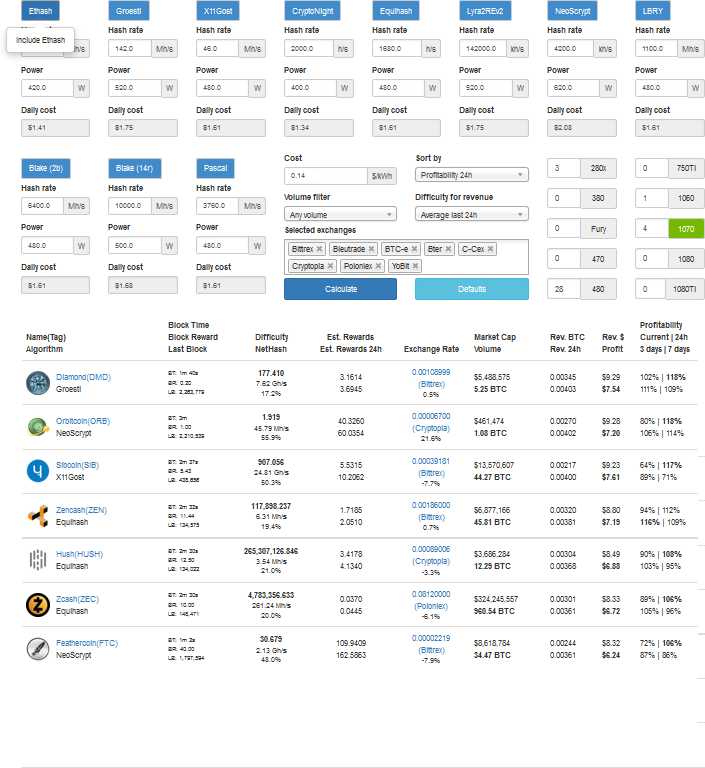 Ethash Groestl X11Gost CryptoNight Equihash Lyra2REv2 NeoScrypt LBRY
Include Ethash
Hash rate Hash rate Hash rate Hash rate Hash rate Hash rate Hash rate
h/s 142.0 Mh/s 46.0 Mh/s 2000.0 h/s 1680.0 h/s 142000.0 kh/s 4200.0 kh/s 1100.0 Mh/s
Power Power Power Power Power Power Power Power
420.0 W 520.0 W 480.0 W 400.0 W 480.0 W 520.0 W 620.0 W 480.0 W
Daily cost Daily cost Daily cost Daily cost Daily cost Daily cost Daily cost Daily cost
$1.41 $1.75 $1.61 $1.34 $1.61 $1.75 $2.08 $1.61
Blake (2b) Blake (14r) Pascal
Hash rate Hash rate Hash rate
6400.0 Mh/s 10000.0 Mh/s 3760.0 Mh/s
Power Power Power
480.0 W 500.0 W 480.0 W
Daily cost Daily cost Daily cost
$1.61 $1.68 $1.61
Cost Sort by
0.14 $/kWh Profitability 24h
Volume filter Difficulty for revenue
Any volume Average last 24h
Selected exchanges
Bittrex × Bleutrade × BTC-e × Bter × C-Cex ×
Cryptopia × Poloniex × YoBit ×
Calculate Defaults
3 280x 0 750Ti
0 380 1 1060
0 Fury 4 1070
0 470 0 1080
28 480 0 1080Ti
Block Time Profitability
Name(Tag) Block Reward Difficulty Est. Rewards Market Cap Rev. BTC Rev. $ Current | 24h
Algorithm Last Block NetHash Est. Rewards 24h Exchange Rate Volume Rev. 24h Profit 3 days | 7 days
Diamond(DMD) BT: 1m 40s 177.410 3.1614 0.00108999 $5,488,575 0.00345 $9.29 102% | 118%
Groestl BR: 0.20 7.62 Gh/s 3.6945 (Bittrex) 5.25 BTC 0.00403 $7.54 111% | 109%
LB: 2,263,779 17.2% 0.5%
Orbitcoin(ORB) BT: 3m 1.919 40.3260 0.00006700 $461,474 0.00270 $9.28 80% | 118%
NeoScrypt BR: 1.00 45.79 Mh/s 60.0354 (Cryptopia) 1.08 BTC 0.00402 $7.20 106% | 114%
LB: 2,210,539 55.9% 21.6%
Sibcoin(SIB) BT: 2m 37s 907.056 5.5315 0.00039181 $13,570,607 0.00217 $9.23 64% | 117%
X11Gost BR: 5.43 24.81 Gh/s 10.2062 (Bittrex) 44.27 BTC 0.00400 $7.61 89% | 71%
LB: 438,656 50.3% -7.7%
Zencash(ZEN) BT: 2m 33s 117,898.237 1.7185 0.00186000 $6,877,166 0.00320 $8.80 94% | 112%
Equihash BR: 11.44 6.31 Mh/s 2.0510 (Bittrex) 45.81 BTC 0.00381 $7.19 116% | 109%
LB: 134,575 19.4% 0.7%
Hush(HUSH) BT: 2m 30s 265,307,126.846 3.4178 0.00089006 $3,686,284 0.00304 $8.49 90% | 108%
Equihash BR: 12.50 3.54 Mh/s 4.1340 (Cryptopia) 12.29 BTC 0.00368 $6.88 103% | 95%
LB: 134,022 21.0% -3.3%
Zcash(ZEC) BT: 2m 30s 4,783,356.633 0.0370 0.08120000 $324,245,557 0.00301 $8.33 89% | 106%
Equihash BR: 10.00 261.24 Mh/s 0.0445 (Poloniex) 960.54 BTC 0.00361 $6.72 105% | 96%
LB: 145,471 20.0% -6.1%
Feathercoin(FTC) BT: 1m 2s 30.679 109.9409 0.00002219 $8,618,784 0.00244 $8.32 72% | 106%
NeoScrypt BR: 40.00 2.13 Gh/s 162.5863 (Bittrex) 34.47 BTC 0.00361 $6.24 87% | 86%
LB: 1,797,594 48.0% -7.9%